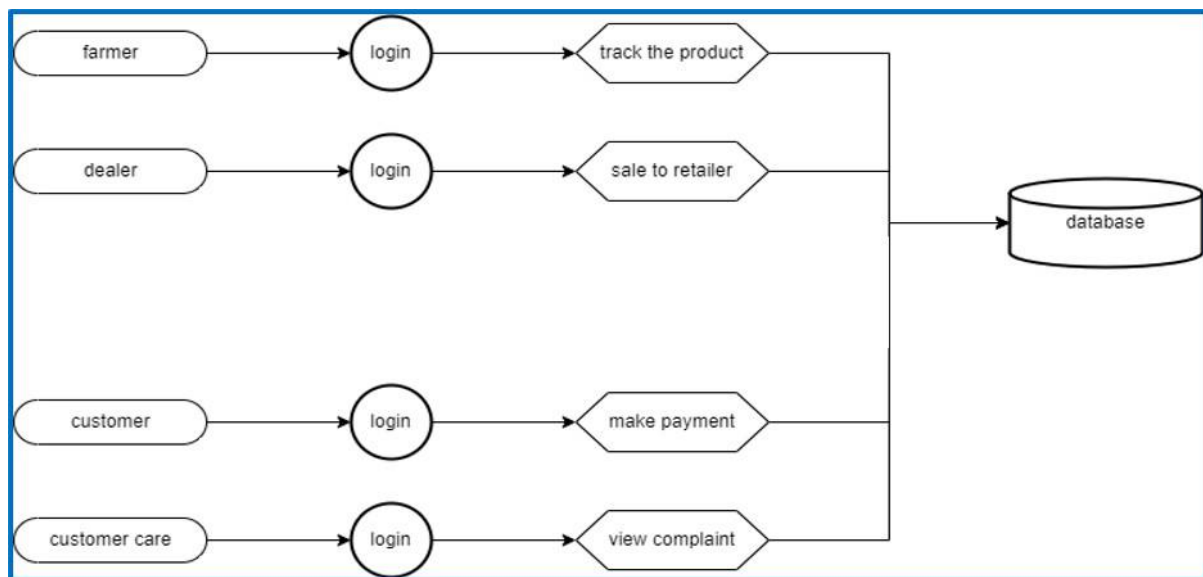 farmer
login
track the product
dealer
login
sale to retailer
database
customer
login
make payment
customer care
login
view complaint